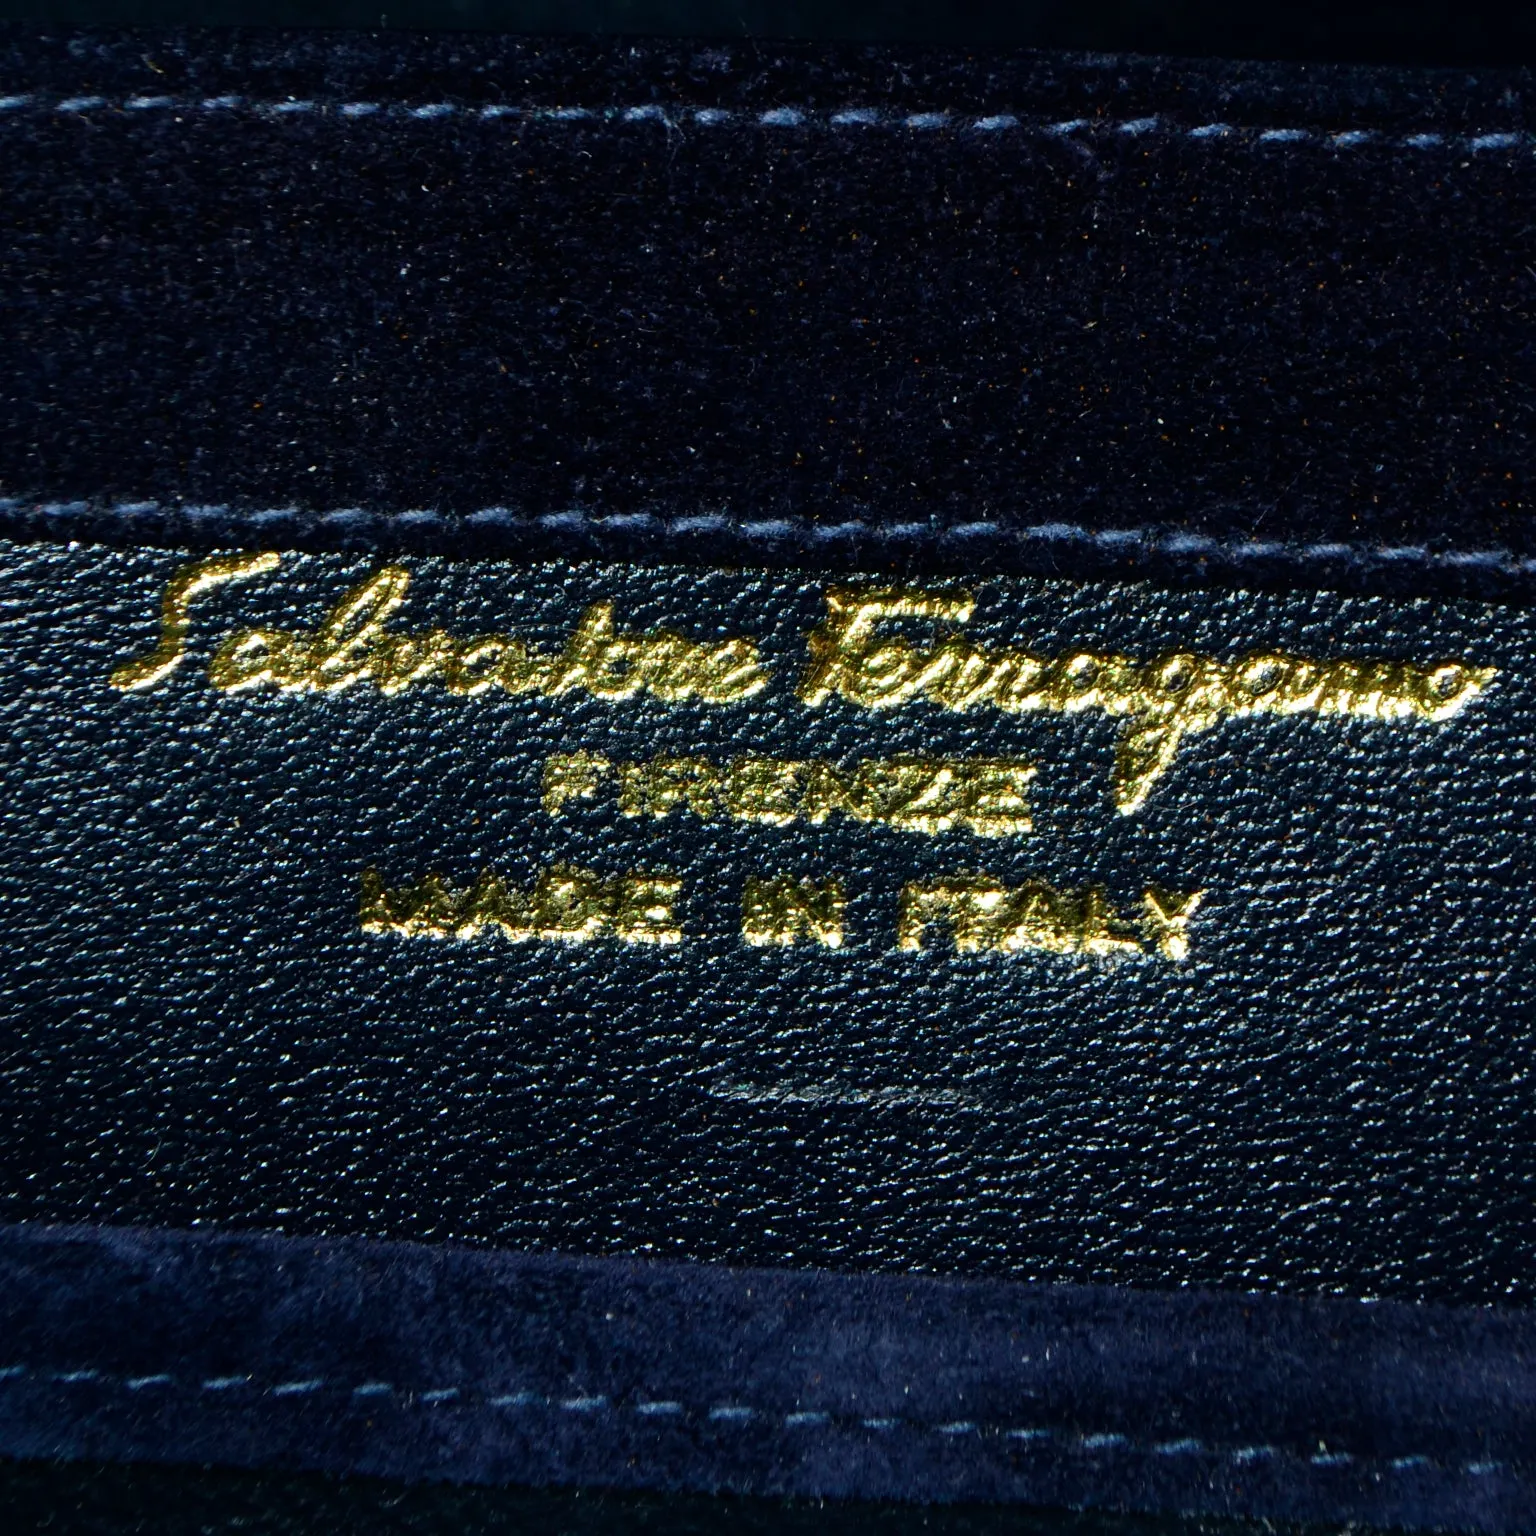 Salvatore Ferragamo
FIRENZE
MADE IN ITALY